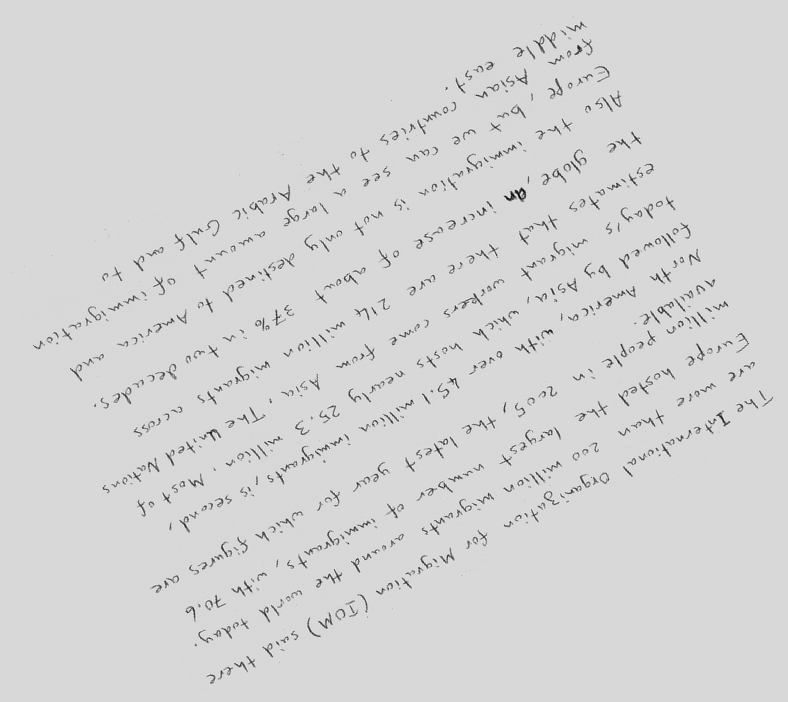 The International Organization for Migration (IOM) said there
are more than 200 million migrants around the world today.
Europe hosted the largest number of immigrants, with 70.6
million people in 2005, the latest year for which figures are
available.
North America, with over 45.1 million immigrants, is second,
followed by Asia, which hosts nearly 25.3 million. Most of
today's migrant workers come from Asia. The United Nations
estimates that there are 214 million migrants across
the globe, an increase of about 37% in two decades.
Also the immigration is not only destined to America and
Europe, but we can see a large amount of immigration
from Asian countries to the Arabic Gulf and to
middle east.